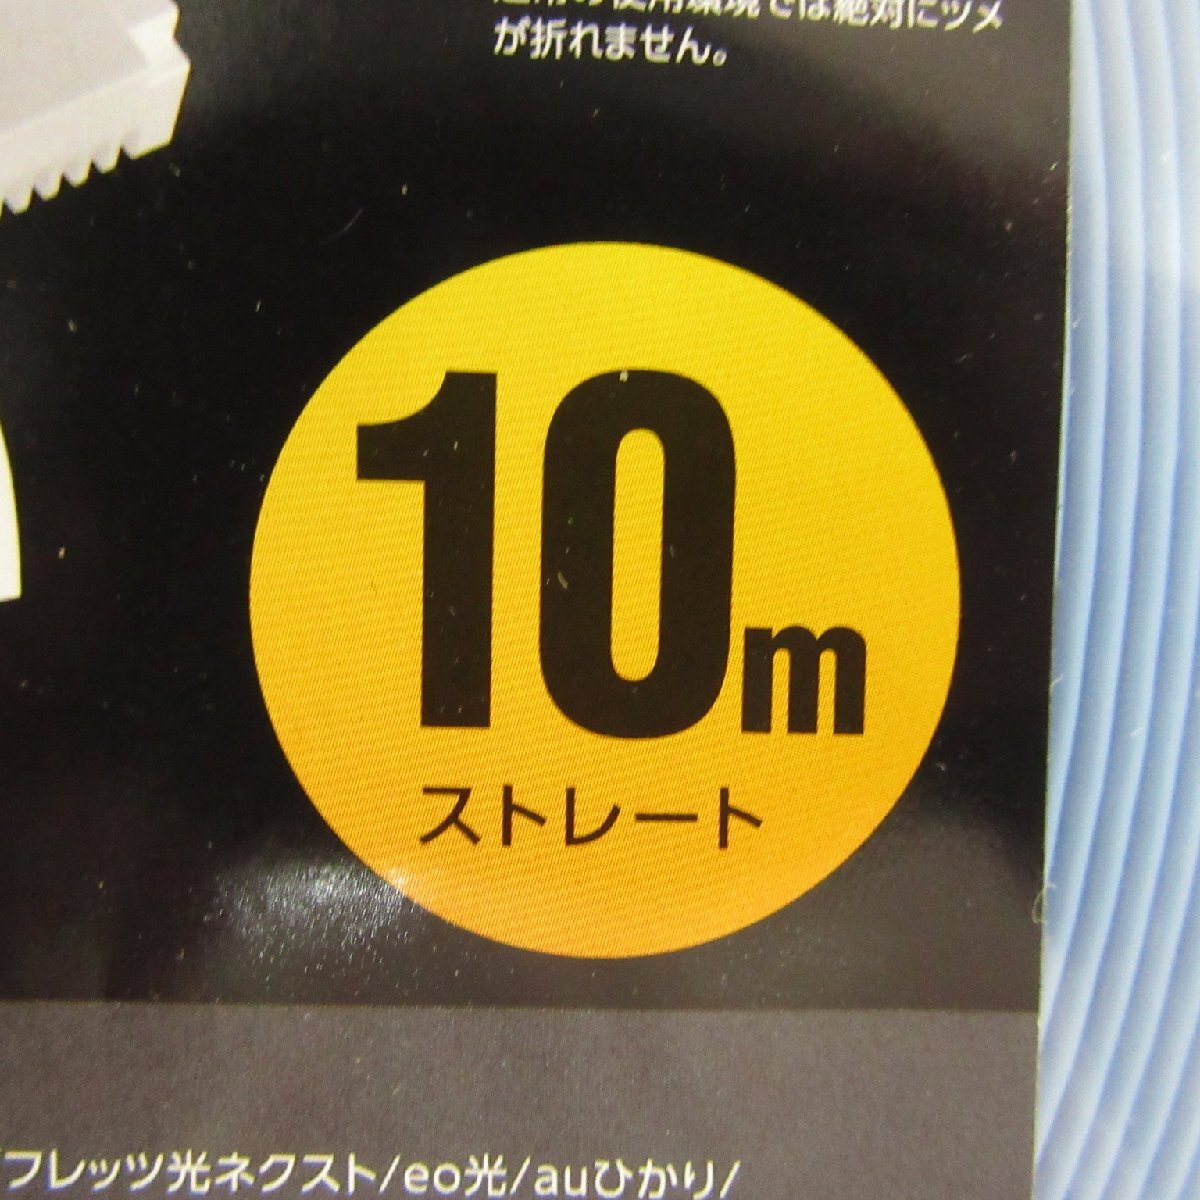 通常の使用環境では絶対にツメ
が折れません。
10m
ストレート
フレッツ光ネクスト/eo光/auひかり/